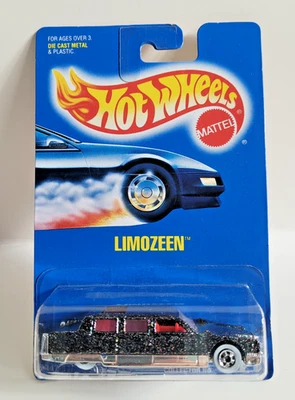 FOR AGES OVER 3.
DIE CAST METAL
& PLASTIC.
HOT WHEELS
®
MATTEL
®
LIMOZEEN™